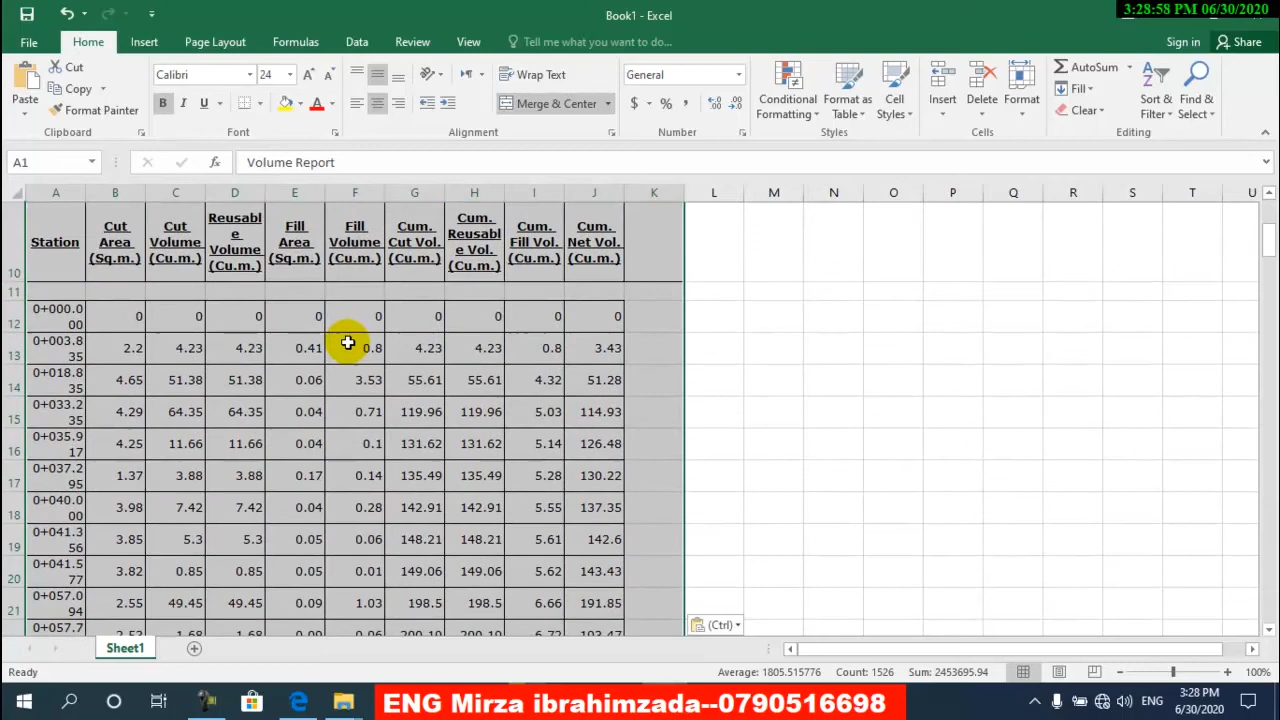 3:28:58 PM 06/30/2020
Book1 - Excel
File Home Insert Page Layout Formulas Data Review View Tell me what you want to do... Sign in Share
Paste Cut Copy Format Painter Clipboard
Calibri 24 A A B I U A Font
Wrap Text Merge & Center Alignment
General $ % , Number
Conditional Formatting Format as Table Cell Styles Styles
Insert Delete Format Cells
AutoSum Fill Clear Sort & Filter Find & Select Editing
A1 fx Volume Report
A B C D E F G H I J K L M N O P Q R S T U
10 Station Cut Area (Sq.m.) Cut Volume (Cu.m.) Reusable Volume (Cu.m.) Fill Area (Sq.m.) Fill Volume (Cu.m.) Cum. Cut Vol. (Cu.m.) Cum. Reusable Vol. (Cu.m.) Cum. Fill Vol. (Cu.m.) Cum. Net Vol. (Cu.m.)
11
12 0+000.000 0 0 0 0 0 0 0 0 0
13 0+003.835 2.2 4.23 4.23 0.41 0.8 4.23 4.23 0.8 3.43
14 0+018.835 4.65 51.38 51.38 0.06 3.53 55.61 55.61 4.32 51.28
15 0+033.235 4.29 64.35 64.35 0.04 0.71 119.96 119.96 5.03 114.93
16 0+035.917 4.25 11.66 11.66 0.04 0.1 131.62 131.62 5.14 126.48
17 0+037.295 1.37 3.88 3.88 0.17 0.14 135.49 135.49 5.28 130.22
18 0+040.000 3.98 7.42 7.42 0.04 0.28 142.91 142.91 5.55 137.35
19 0+041.356 3.85 5.3 5.3 0.05 0.06 148.21 148.21 5.61 142.6
20 0+041.577 3.82 0.85 0.85 0.05 0.01 149.06 149.06 5.62 143.43
21 0+057.094 2.55 49.45 49.45 0.09 1.03 198.5 198.5 6.66 191.85
0+057.7
(Ctrl)
Sheet1
Ready Average: 1805.515776 Count: 1526 Sum: 2453695.94 100%
ENG Mirza ibrahimzada--0790516698
ENG 3:28 PM
6/30/2020